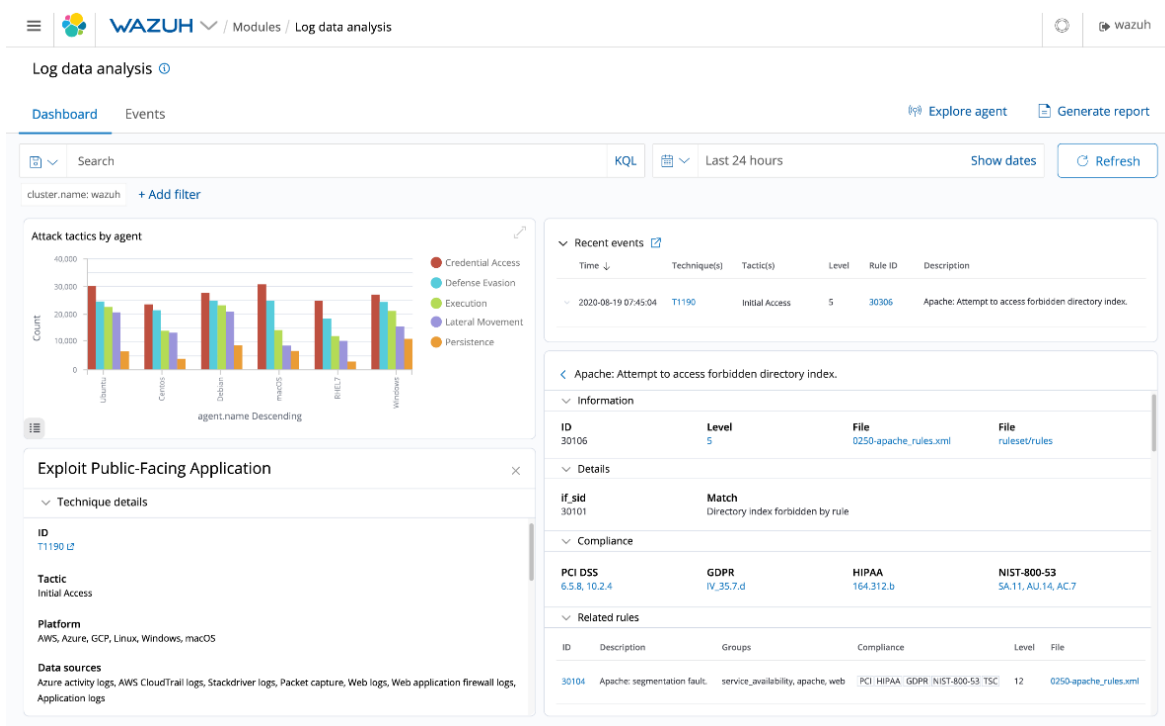 WAZUH / Modules / Log data analysis
wazuh
Log data analysis
Dashboard Events
Explore agent Generate report
Search KQL
Last 24 hours Show dates
Refresh
cluster.name: wazuh + Add filter
Attack tactics by agent
40,000
30,000
20,000
10,000
0
Count
Ubuntu
Centos
Debian
macOS
RHEL7
Windows
agent.name Descending
Credential Access
Defense Evasion
Execution
Lateral Movement
Persistence
Exploit Public-Facing Application
Technique details
ID
T1190
Tactic
Initial Access
Platform
AWS, Azure, GCP, Linux, Windows, macOS
Data sources
Azure activity logs, AWS CloudTrail logs, Stackdriver logs, Packet capture, Web logs, Web application firewall logs,
Application logs
Recent events
Time Technique(s) Tactic(s) Level Rule ID Description
2020-08-19 07:45:04 T1190 Initial Access 5 30306 Apache: Attempt to access forbidden directory index.
Apache: Attempt to access forbidden directory index.
Information
ID Level File File
30106 5 0250-apache_rules.xml ruleset/rules
Details
if_sid Match
30101 Directory index forbidden by rule
Compliance
PCI DSS GDPR HIPAA NIST-800-53
6.5.8, 10.2.4 IV_35.7.d 164.312.b SA.11, AU.14, AC.7
Related rules
ID Description Groups Compliance Level File
30104 Apache: segmentation fault. service_availability, apache, web PCI HIPAA GDPR NIST-800-53 TSC 12 0250-apache_rules.xml